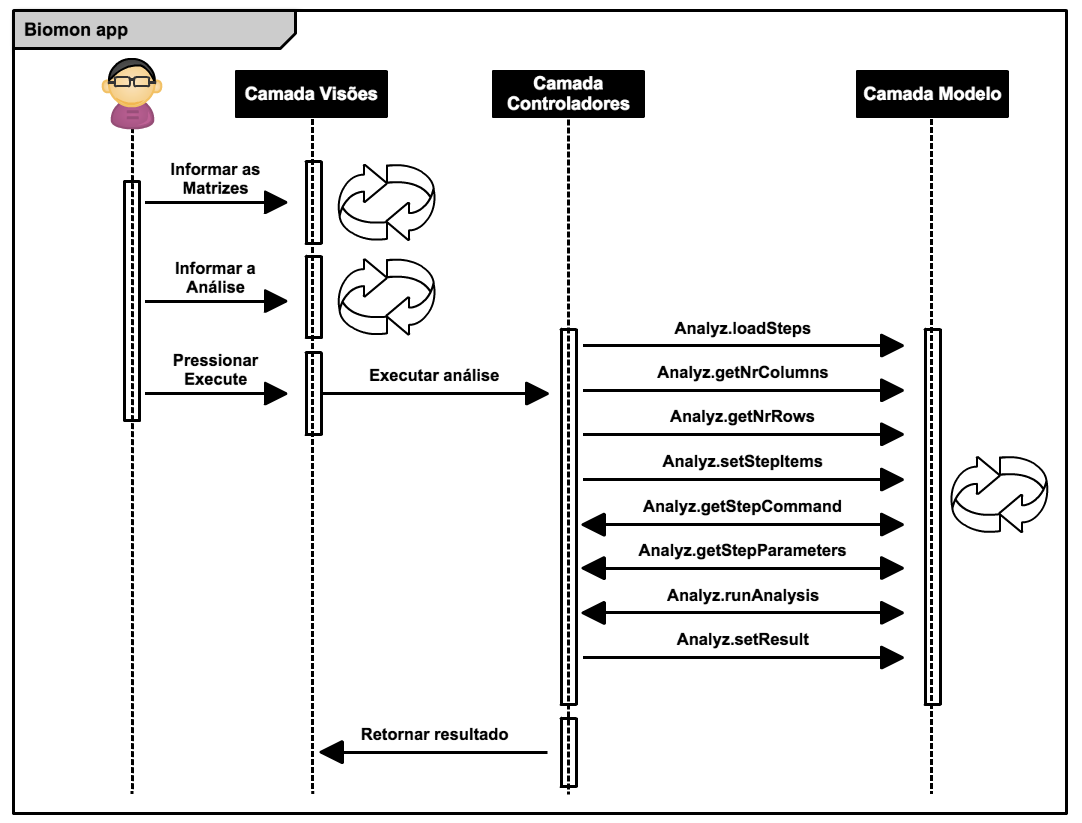 Biomon app
Camada Visões
Camada
Controladores
Camada Modelo
Informar as
Matrizes
Informar a
Análise
Pressionar
Execute
Executar análise
Analyz.loadSteps
Analyz.getNrColumns
Analyz.getNrRows
Analyz.setStepItems
Analyz.getStepCommand
Analyz.getStepParameters
Analyz.runAnalysis
Analyz.setResult
Retornar resultado